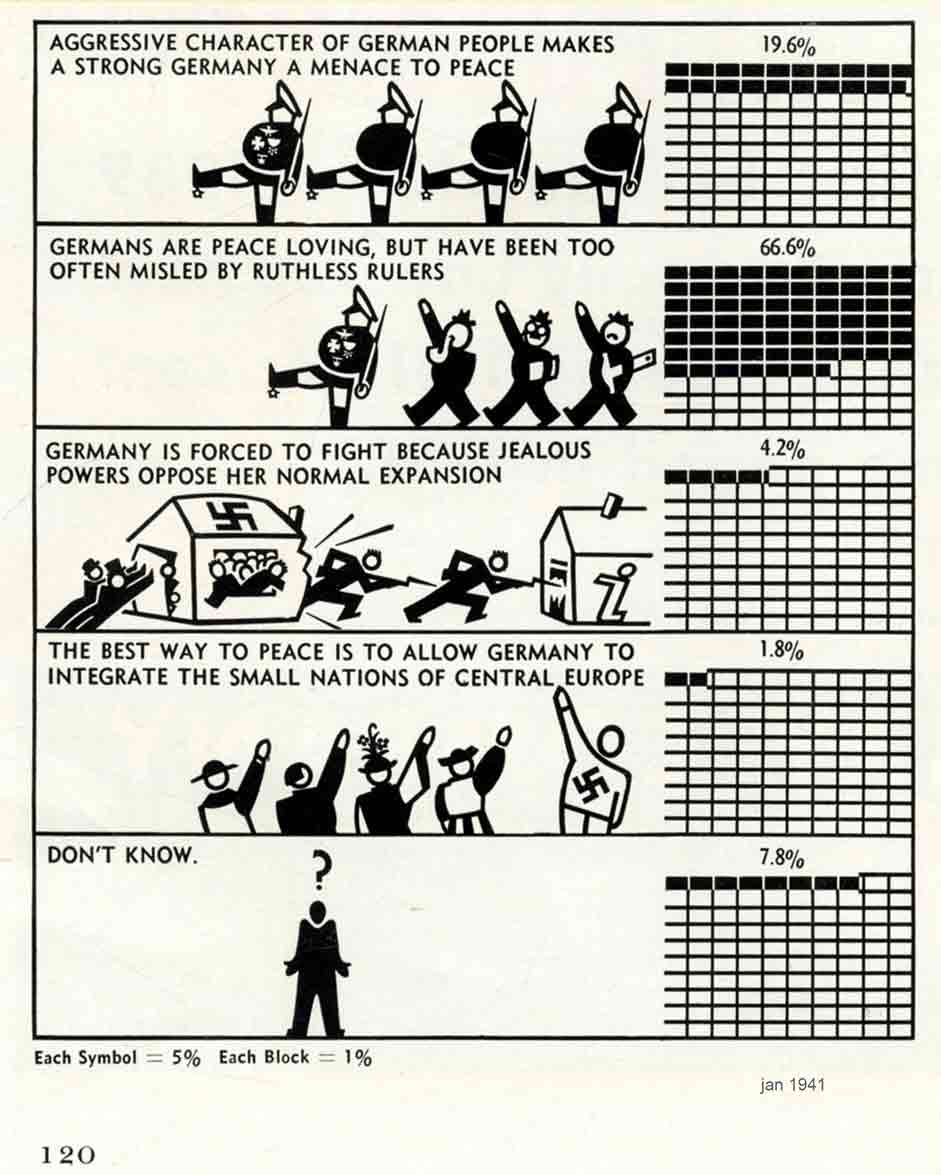 AGGRESSIVE CHARACTER OF GERMAN PEOPLE MAKES
A STRONG GERMANY A MENACE TO PEACE
19.6%
GERMANS ARE PEACE LOVING, BUT HAVE BEEN TOO
OFTEN MISLED BY RUTHLESS RULERS
66.6%
GERMANY IS FORCED TO FIGHT BECAUSE JEALOUS
POWERS OPPOSE HER NORMAL EXPANSION
4.2%
THE BEST WAY TO PEACE IS TO ALLOW GERMANY TO
INTEGRATE THE SMALL NATIONS OF CENTRAL EUROPE
1.8%
DON'T KNOW.
?
7.8%
Each Symbol = 5% Each Block = 1%
jan 1941
120